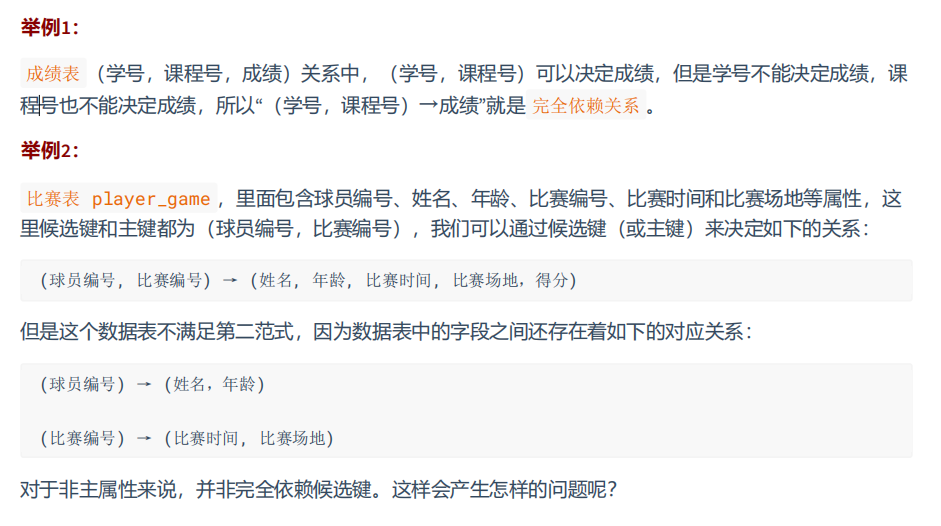 举例1：
成绩表（学号，课程号，成绩）关系中，（学号，课程号）可以决定成绩，但是学号不能决定成绩，课
程号也不能决定成绩，所以“（学号，课程号）→成绩”就是 完全依赖关系 。
举例2：
比赛表 player_game ，里面包含球员编号、姓名、年龄、比赛编号、比赛时间和比赛场地等属性，这
里候选键和主键都为（球员编号，比赛编号），我们可以通过候选键（或主键）来决定如下的关系：
(球员编号, 比赛编号) → (姓名, 年龄, 比赛时间, 比赛场地，得分)
但是这个数据表不满足第二范式，因为数据表中的字段之间还存在着如下的对应关系：
(球员编号) → (姓名，年龄)
(比赛编号) → (比赛时间, 比赛场地)
对于非主属性来说，并非完全依赖候选键。这样会产生怎样的问题呢？